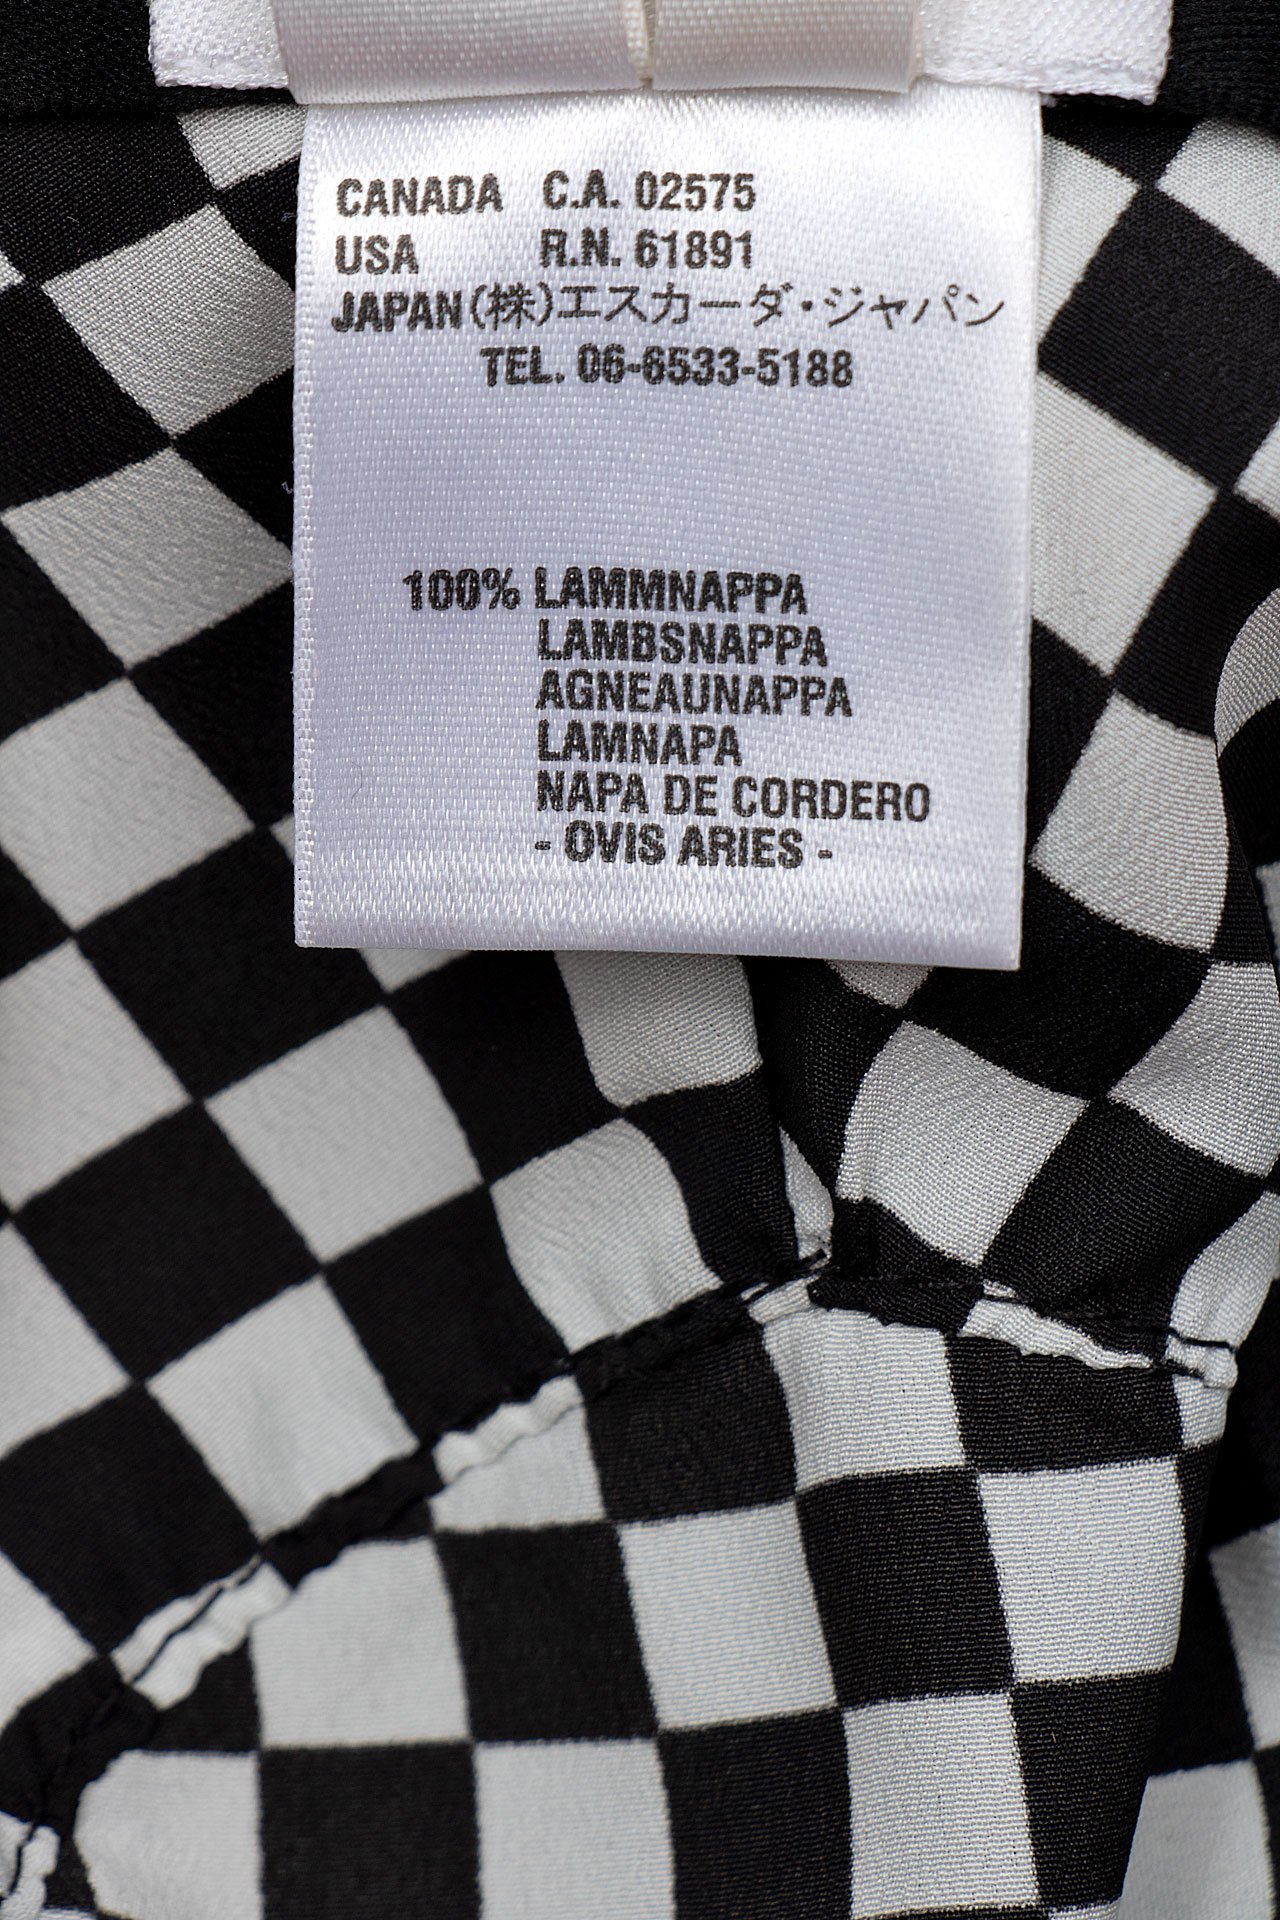 CANADA C.A. 02575
USA R.N. 61891
JAPAN (株)エスカーダ・ジャパン
TEL. 06-6533-5188
100% LAMMNAPPA
LAMBSNAPPA
AGNEAUNAPPA
LAMNAPA
NAPA DE CORDERO
- OVIS ARIES -